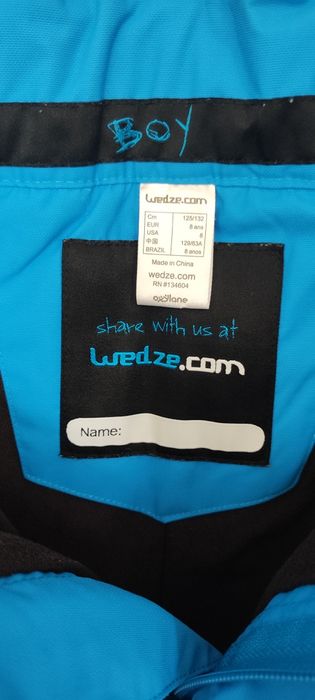 BOY
wedze.com
Cm 125/132
EUR 8 ans
USA 8
中国 129/63A
BRAZIL 8 anos
Made in China
wedze.com
RN #134604
oxylane
share with us at
wedze.com
Name: